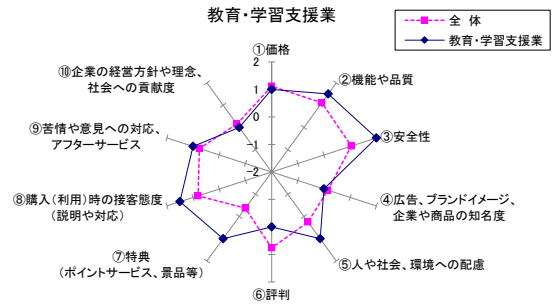 教育・学習支援業
全 体
教育・学習支援業
①価格
②機能や品質
③安全性
④広告、ブランドイメージ、
企業や商品の知名度
⑤人や社会、環境への配慮
⑥評判
⑦特典
(ポイントサービス、景品等)
⑧購入(利用)時の接客態度
(説明や対応)
⑨苦情や意見への対応、
アフターサービス
⑩企業の経営方針や理念、
社会への貢献度
2
1
0
-1
-2